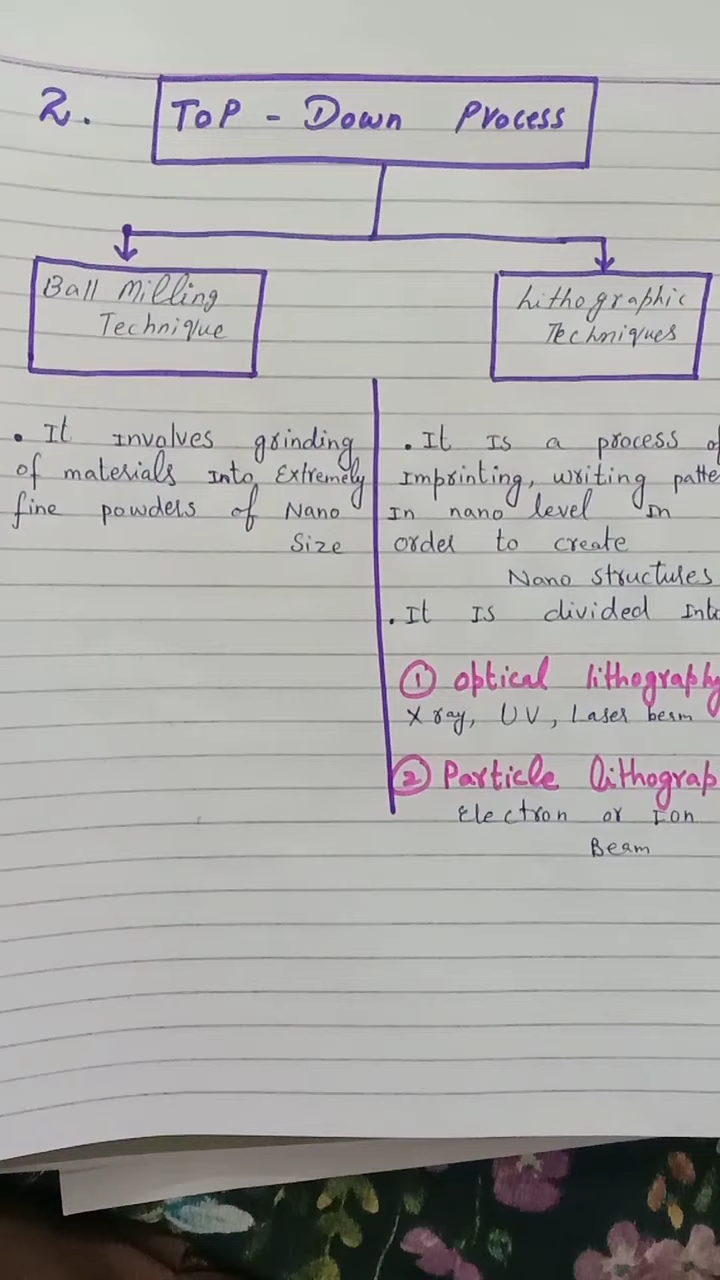 2. Top - Down Process
Ball Milling
Technique
Lithographic
Techniques
• It involves grinding
of materials into Extremely
fine powders of Nano
Size
• It Is a process of
Imprinting, writing patte
In nano level In
order to create
Nano structures
• It Is divided Into
① optical lithography
X ray, UV, Laser beam
② Particle lithograp
Electron or Ion
Beam